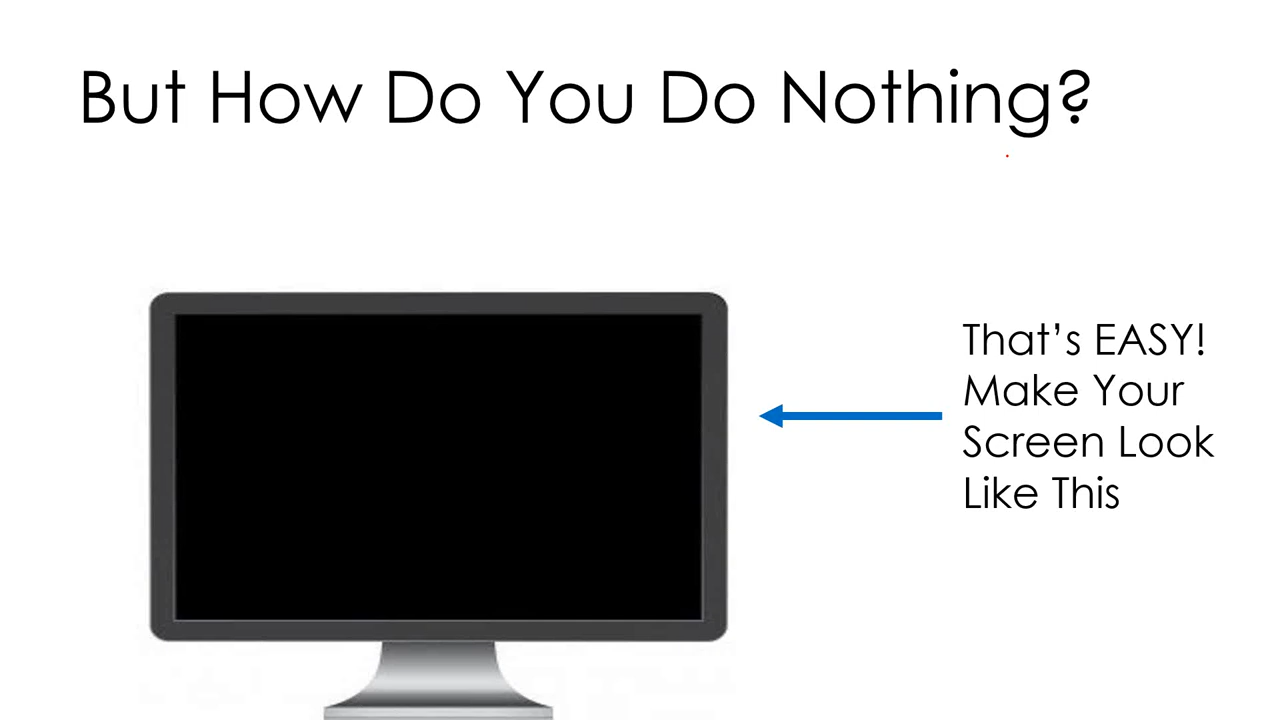 But How Do You Do Nothing?
That’s EASY!
Make Your
Screen Look
Like This